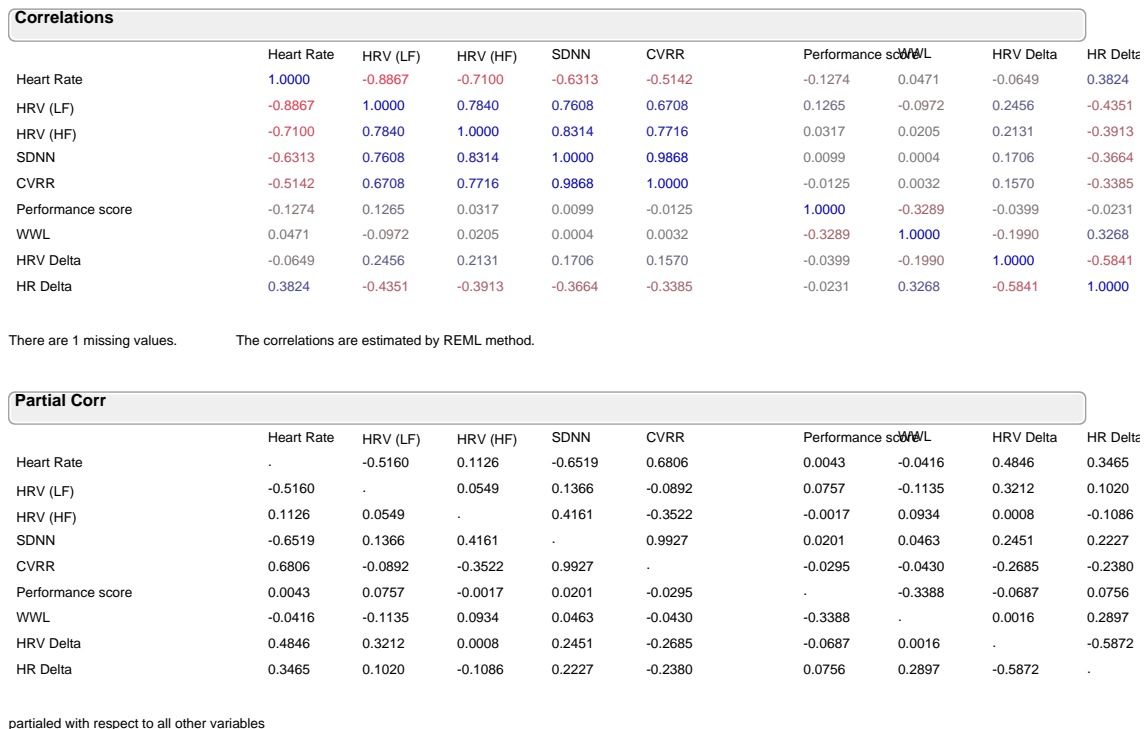 Correlations
Heart Rate HRV (LF) HRV (HF) SDNN CVRR Performance score WWL HRV Delta HR Delta
Heart Rate 1.0000 -0.8867 -0.7100 -0.6313 -0.5142 -0.1274 0.0471 -0.0649 0.3824
HRV (LF) -0.8867 1.0000 0.7840 0.7608 0.6708 0.1265 -0.0972 0.2456 -0.4351
HRV (HF) -0.7100 0.7840 1.0000 0.8314 0.7716 0.0317 0.0205 0.2131 -0.3913
SDNN -0.6313 0.7608 0.8314 1.0000 0.9868 0.0099 0.0004 0.1706 -0.3664
CVRR -0.5142 0.6708 0.7716 0.9868 1.0000 -0.0125 0.0032 0.1570 -0.3385
Performance score -0.1274 0.1265 0.0317 0.0099 -0.0125 1.0000 -0.3289 -0.0399 -0.0231
WWL 0.0471 -0.0972 0.0205 0.0004 0.0032 -0.3289 1.0000 -0.1990 0.3268
HRV Delta -0.0649 0.2456 0.2131 0.1706 0.1570 -0.0399 -0.1990 1.0000 -0.5841
HR Delta 0.3824 -0.4351 -0.3913 -0.3664 -0.3385 -0.0231 0.3268 -0.5841 1.0000
There are 1 missing values. The correlations are estimated by REML method.
Partial Corr
Heart Rate HRV (LF) HRV (HF) SDNN CVRR Performance score WWL HRV Delta HR Delta
Heart Rate . -0.5160 0.1126 -0.6519 0.6806 0.0043 -0.0416 0.4846 0.3465
HRV (LF) -0.5160 . 0.0549 0.1366 -0.0892 0.0757 -0.1135 0.3212 0.1020
HRV (HF) 0.1126 0.0549 . 0.4161 -0.3522 -0.0017 0.0934 0.0008 -0.1086
SDNN -0.6519 0.1366 0.4161 . 0.9927 0.0201 0.0463 0.2451 0.2227
CVRR 0.6806 -0.0892 -0.3522 0.9927 . -0.0295 -0.0430 -0.2685 -0.2380
Performance score 0.0043 0.0757 -0.0017 0.0201 -0.0295 . -0.3388 -0.0687 0.0756
WWL -0.0416 -0.1135 0.0934 0.0463 -0.0430 -0.3388 . 0.0016 0.2897
HRV Delta 0.4846 0.3212 0.0008 0.2451 -0.2685 -0.0687 0.0016 . -0.5872
HR Delta 0.3465 0.1020 -0.1086 0.2227 -0.2380 0.0756 0.2897 -0.5872 .
partialed with respect to all other variables